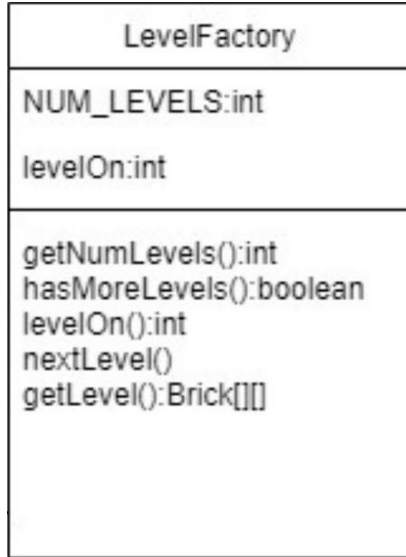 LevelFactory
NUM_LEVELS:int
levelOn:int
getNumLevels():int
hasMoreLevels():boolean
levelOn():int
nextLevel()
getLevel():Brick[][]